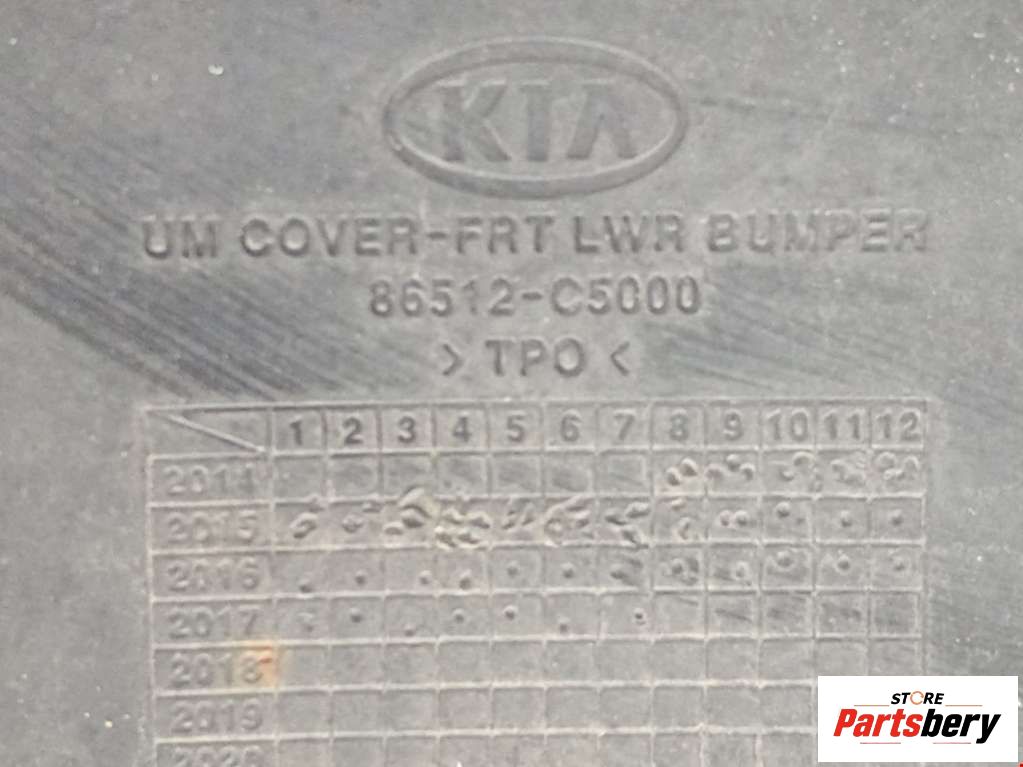 KIA
UM COVER-FRT LWR BUMPER
86512-C5000
> TPO <
1 2 3 4 5 6 7 8 9 10 11 12
2014
2015
2016
2017
2018
2019
2020
STORE
Partsbery